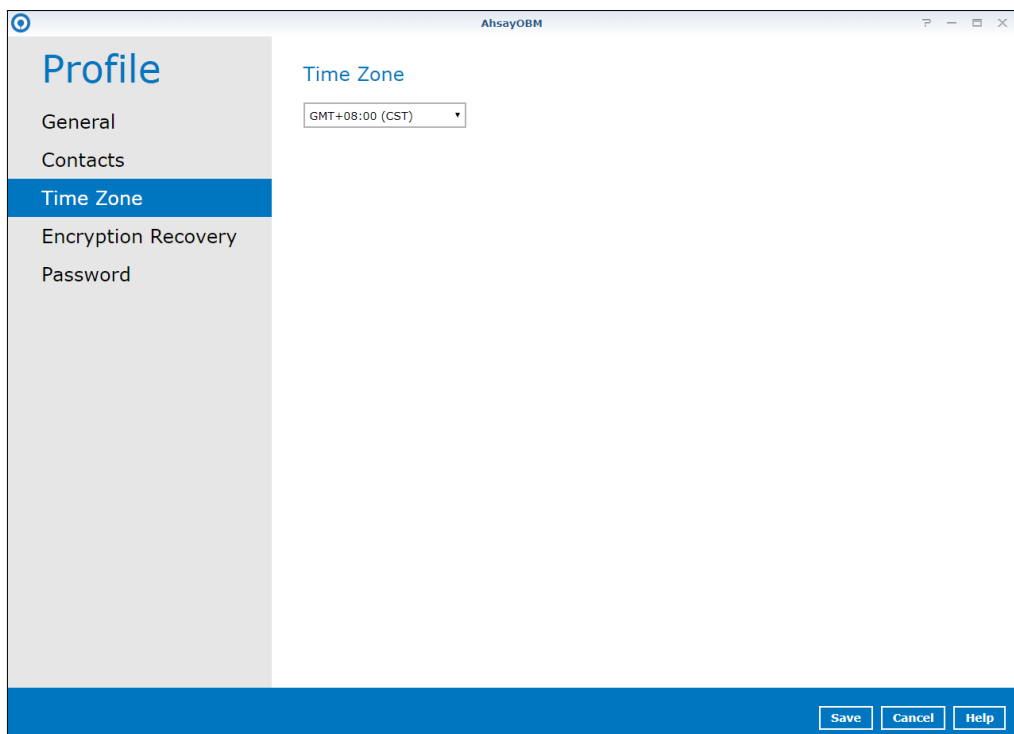 AhsayOBM
Profile
General
Contacts
Time Zone
Encryption Recovery
Password
Time Zone
GMT+08:00 (CST)
Save
Cancel
Help